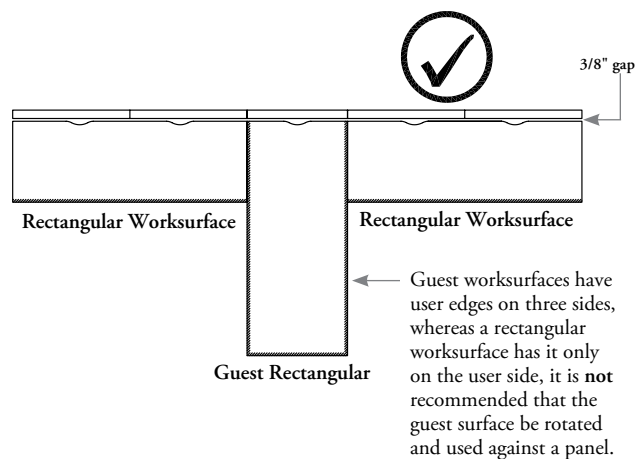 3/8" gap
Rectangular Worksurface
Rectangular Worksurface
Guest worksurfaces have
user edges on three sides,
whereas a rectangular
worksurface has it only
on the user side, it is not
recommended that the
guest surface be rotated
and used against a panel.
Guest Rectangular